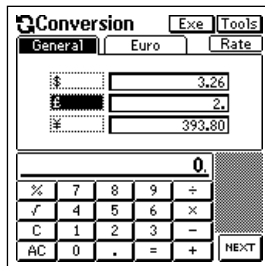 Conversion Exe Tools
General Euro Rate
$ 3.26
£ 2.
¥ 393.80
0.
% 7 8 9 ÷
√ 4 5 6 ×
C 1 2 3 −
AC 0 . = + NEXT